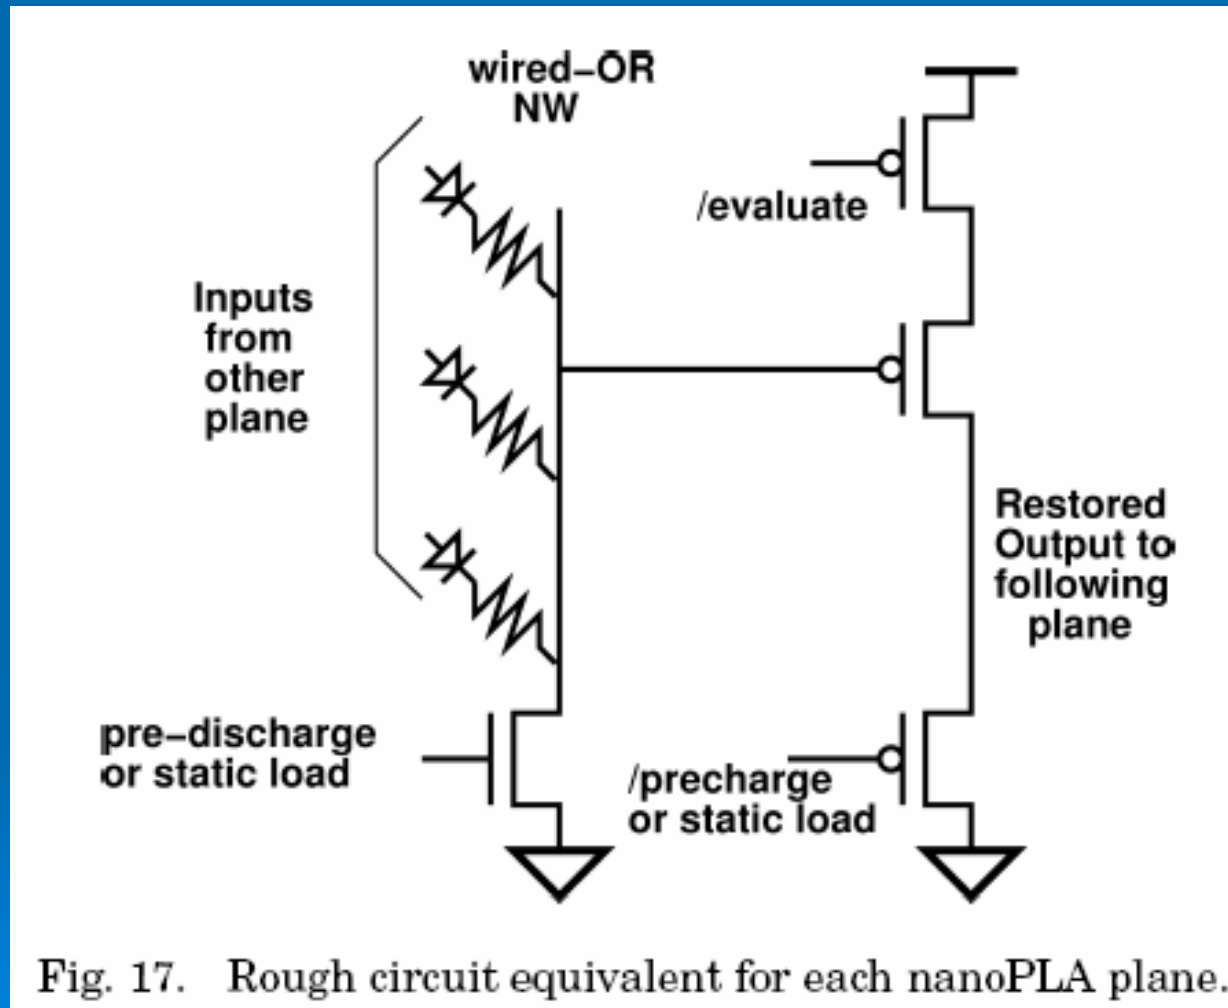 wired–OR
NW
/evaluate
Inputs
from
other
plane
Restored
Output to
following
plane
pre–discharge
or static load
/precharge
or static load
Fig. 17. Rough circuit equivalent for each nanoPLA plane.